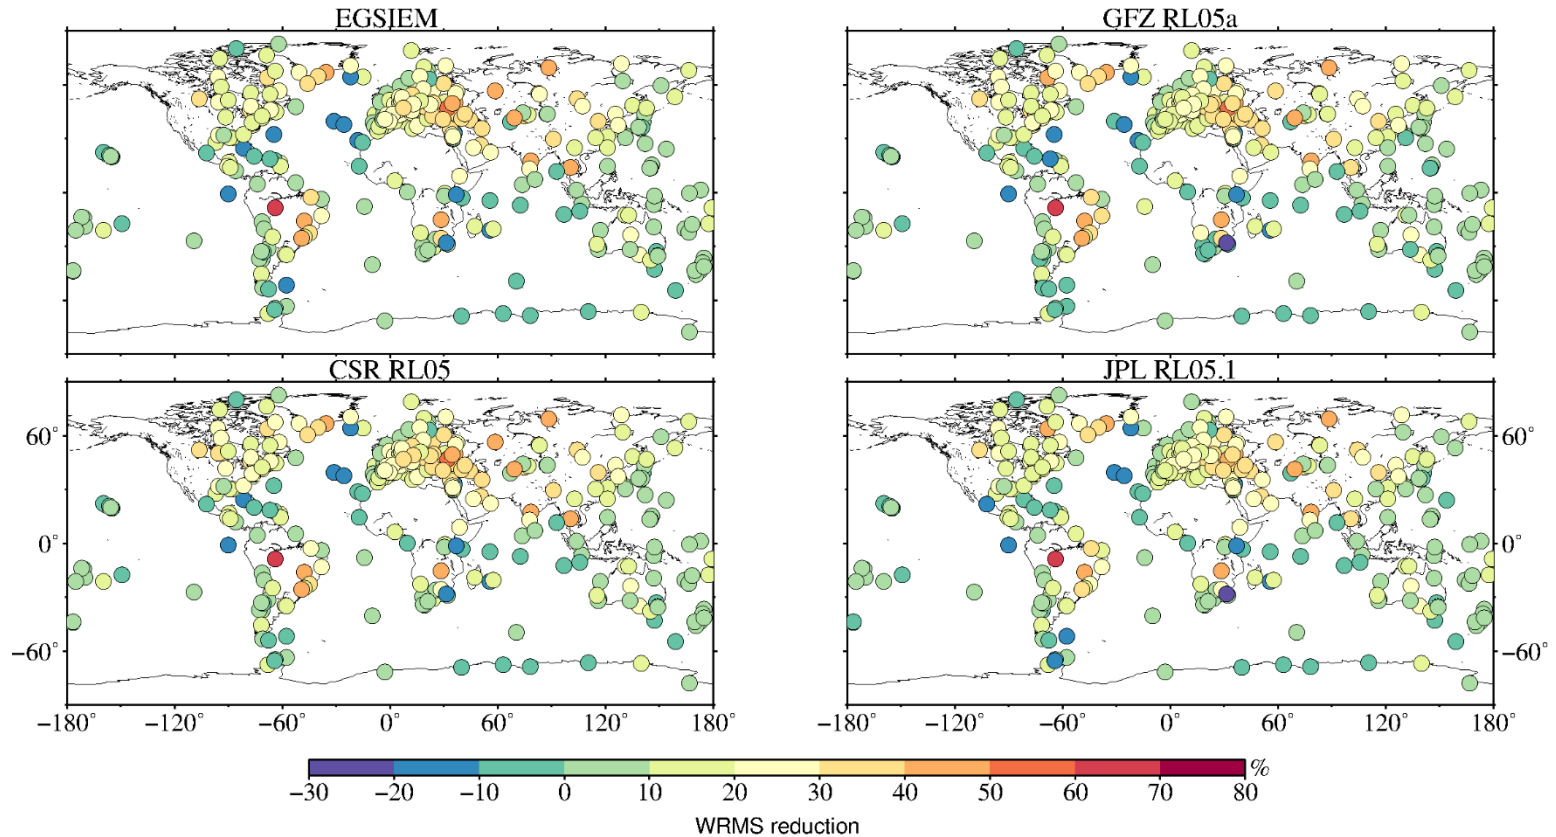 EGSIEM GFZ RL05a
CSR RL05 JPL RL05.1
60° 60°
0° 0°
−60° −60°
−180° −120° −60° 0° 60° 120° 180° −180° −120° −60° 0° 60° 120° 180°
%
−30 −20 −10 0 10 20 30 40 50 60 70 80
WRMS reduction